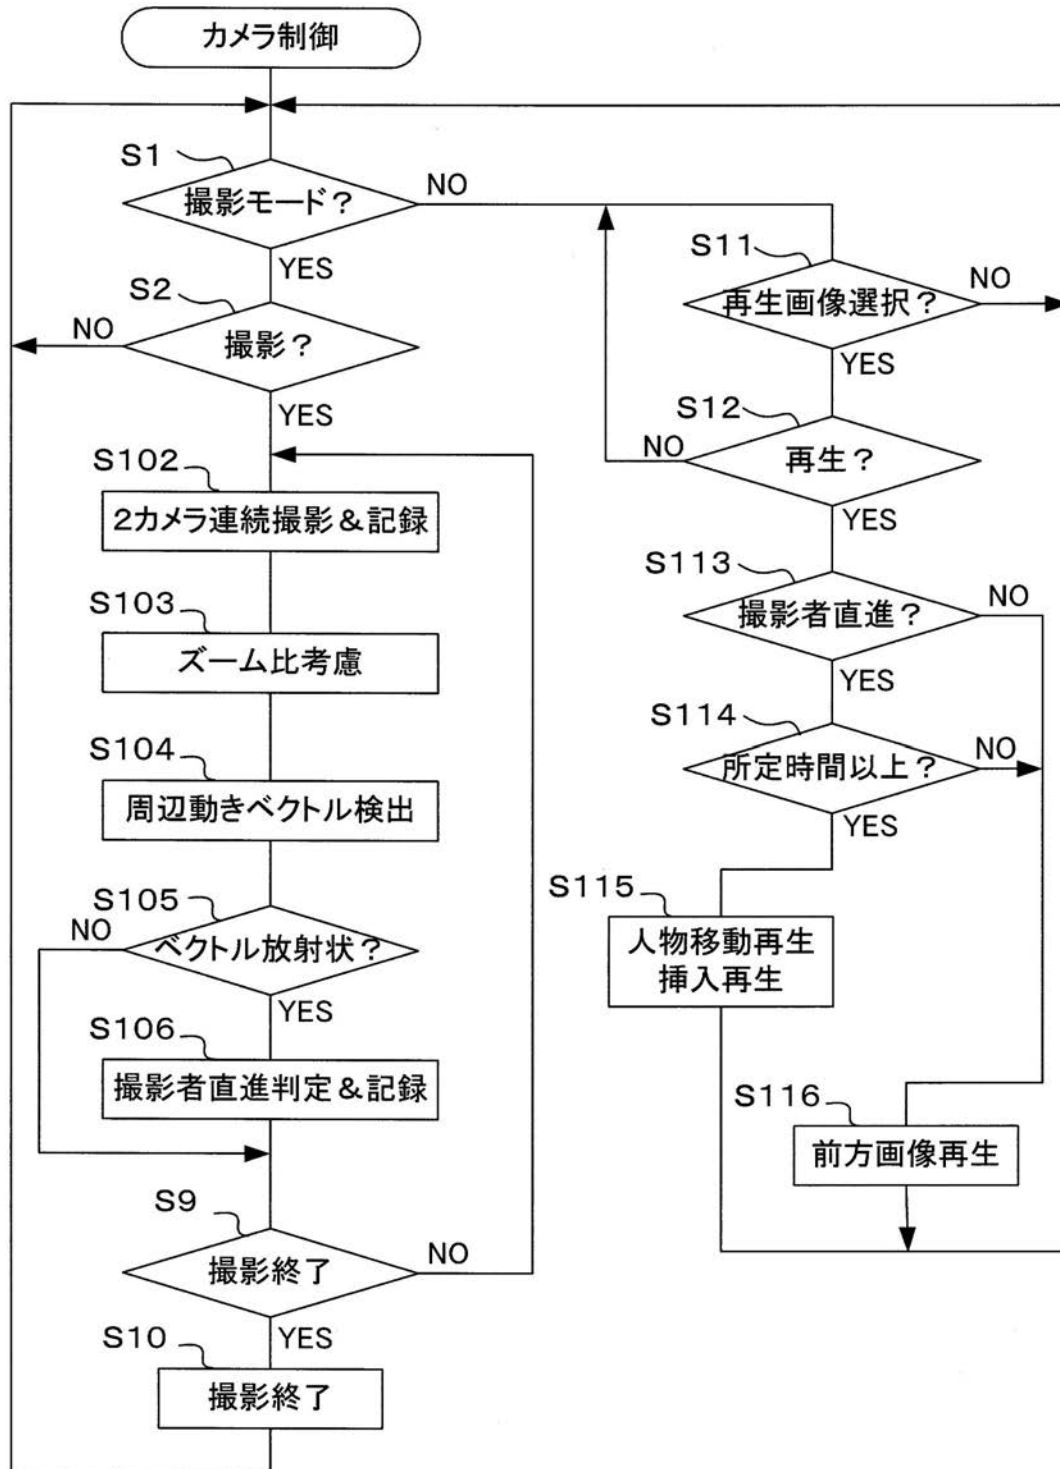 カメラ制御
S1
撮影モード?
NO
YES
S2
撮影?
NO
YES
S102
2カメラ連続撮影&記録
S103
ズーム比考慮
S104
周辺動きベクトル検出
S105
ベクトル放射状?
NO
YES
S106
撮影者直進判定&記録
S9
撮影終了
NO
YES
S10
撮影終了
S11
再生画像選択?
NO
YES
S12
再生?
NO
YES
S113
撮影者直進?
NO
YES
S114
所定時間以上?
NO
YES
S115
人物移動再生
挿入再生
S116
前方画像再生